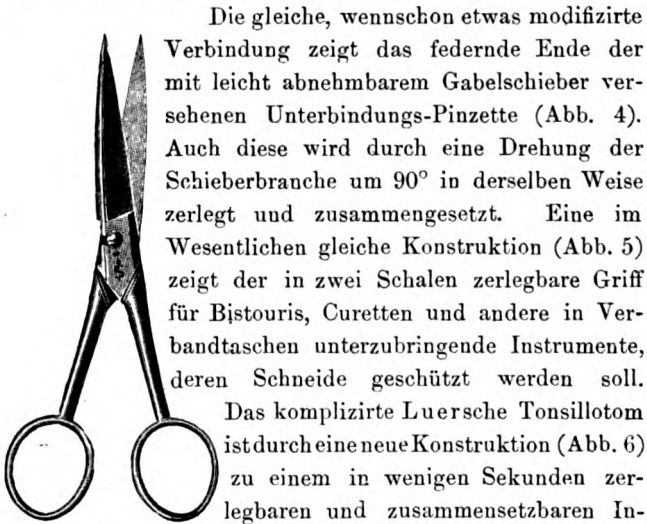 Die gleiche, wennschon etwas modifizirte
Verbindung zeigt das federnde Ende der
mit leicht abnehmbarem Gabelschieber ver-
sehenen Unterbindungs-Pinzette (Abb. 4).
Auch diese wird durch eine Drehung der
Schieberbranche um 90° in derselben Weise
zerlegt und zusammengesetzt. Eine im
Wesentlichen gleiche Konstruktion (Abb. 5)
zeigt der in zwei Schalen zerlegbare Griff
für Bistouris, Curetten und andere in Ver-
bandtaschen unterzubringende Instrumente,
deren Schneide geschützt werden soll.
Das komplizirte Luersche Tonsillotom
ist durch eine neue Konstruktion (Abb. 6)
zu einem in wenigen Sekunden zer-
legbaren und zusammensetzbaren In-